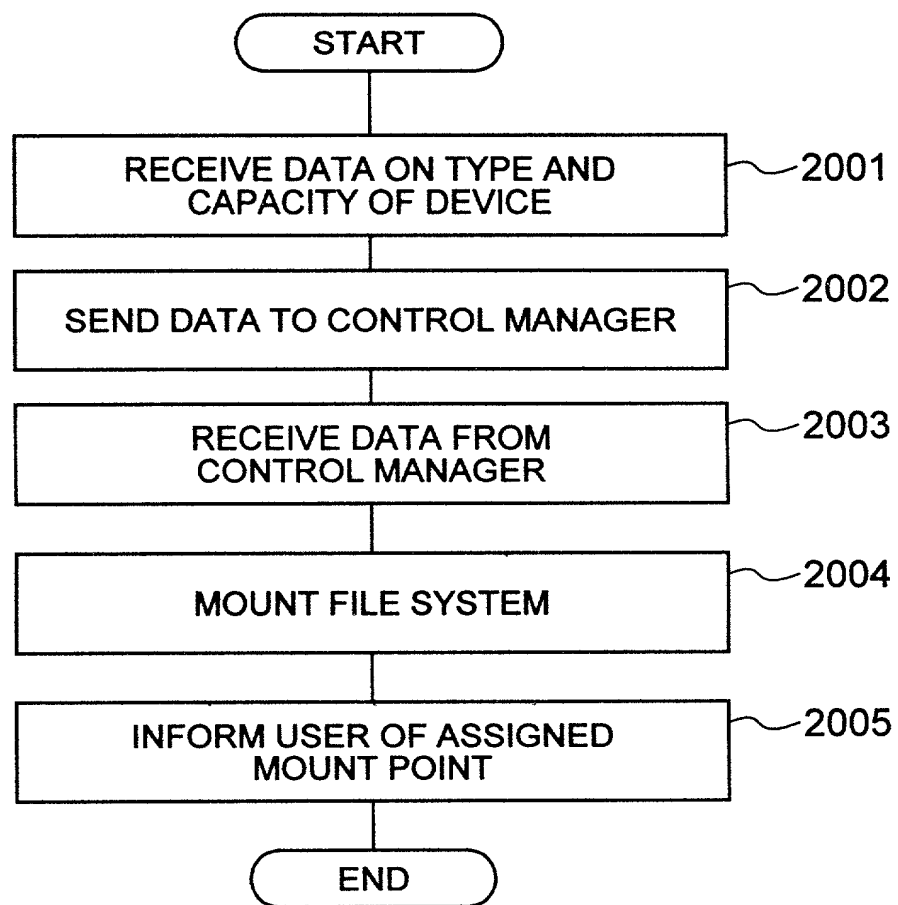 START
RECEIVE DATA ON TYPE AND
CAPACITY OF DEVICE
2001
SEND DATA TO CONTROL MANAGER
2002
RECEIVE DATA FROM
CONTROL MANAGER
2003
MOUNT FILE SYSTEM
2004
INFORM USER OF ASSIGNED
MOUNT POINT
2005
END